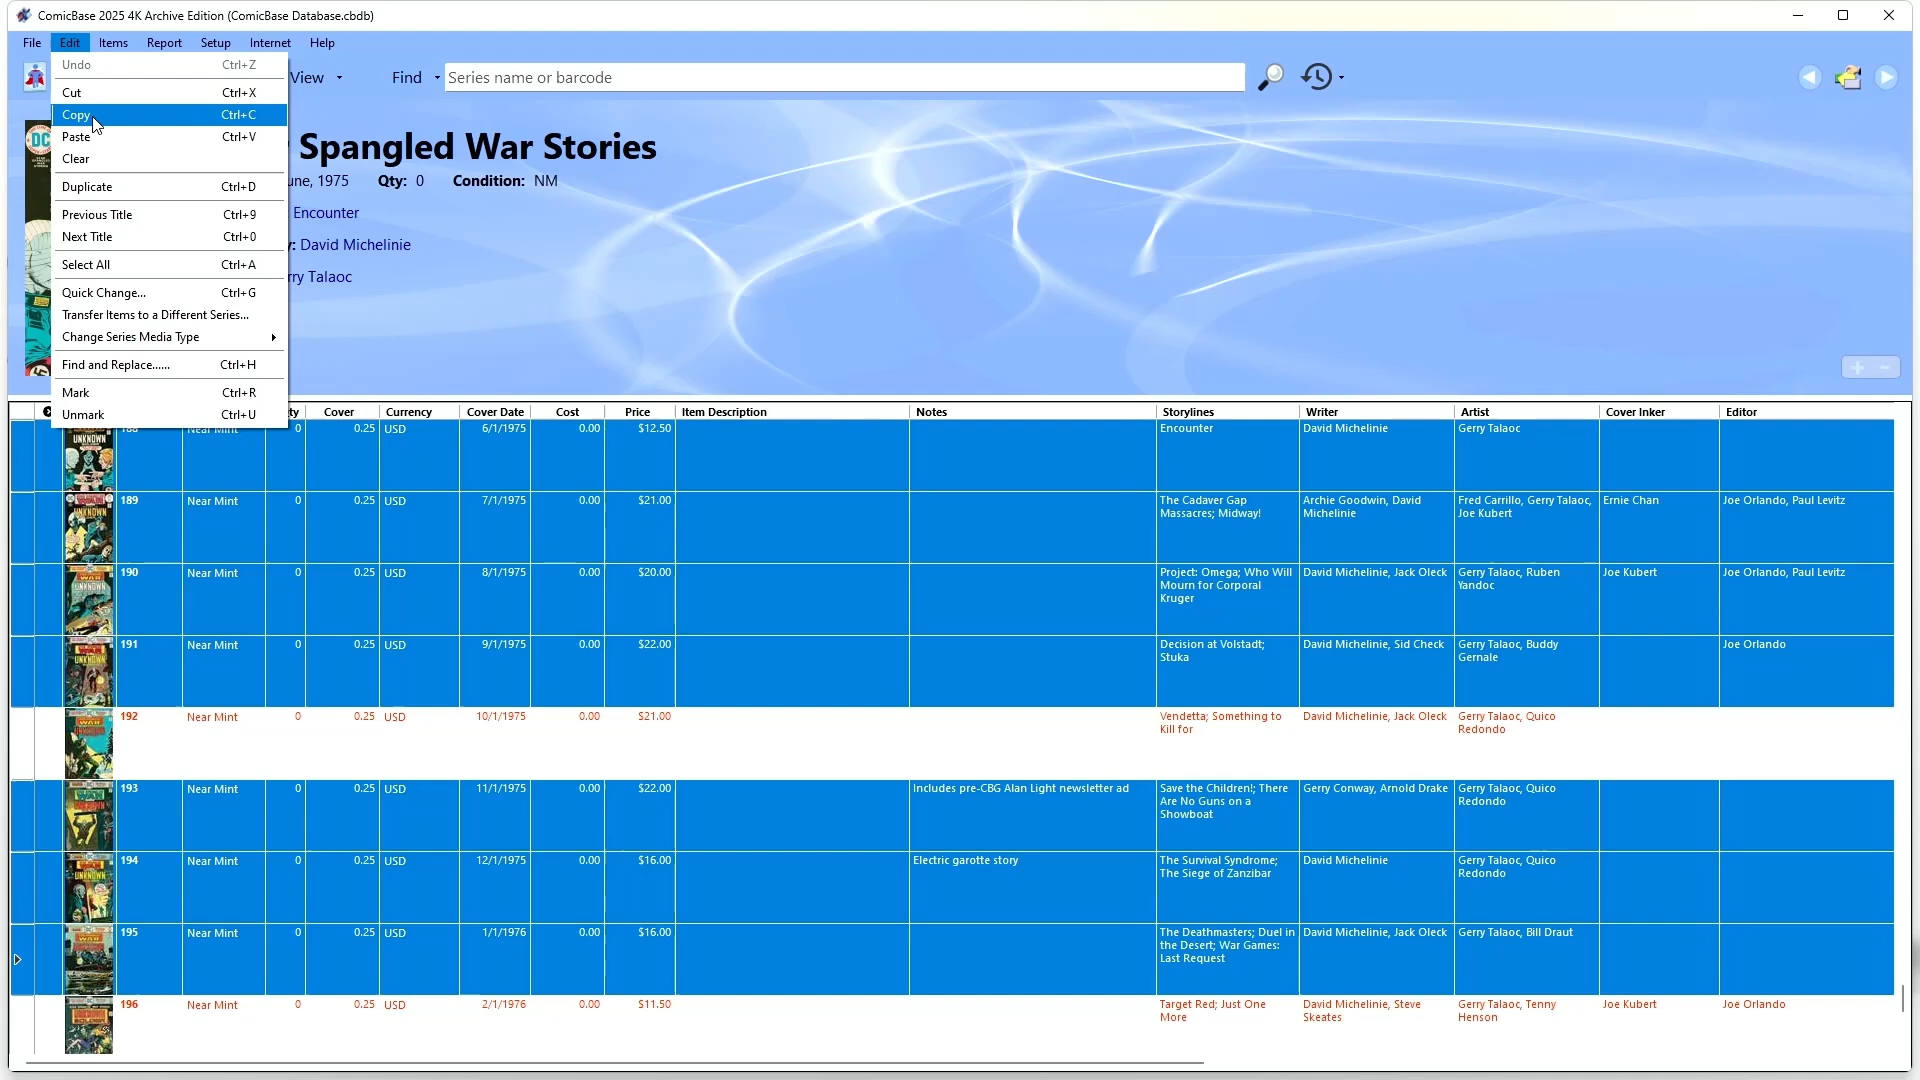 ComicBase 2025 4K Archive Edition (ComicBase Database.cbdb)
File Edit Items Report Setup Internet Help
View Find Series name or barcode
Undo Ctrl+Z
Cut Ctrl+X
Copy Ctrl+C
Paste Ctrl+V
Clear
Duplicate Ctrl+D
Previous Title Ctrl+9
Next Title Ctrl+0
Select All Ctrl+A
Quick Change... Ctrl+G
Transfer Items to a Different Series...
Change Series Media Type
Find and Replace...... Ctrl+H
Mark Ctrl+R
Unmark Ctrl+U
DC
Spangled War Stories
une, 1975 Qty: 0 Condition: NM
Encounter
y: David Michelinie
rry Talaoc
ty Cover Currency Cover Date Cost Price Item Description Notes Storylines Writer Artist Cover Inker Editor
188 Near Mint 0 0.25 USD 6/1/1975 0.00 $12.50 Encounter David Michelinie Gerry Talaoc
UNKNOWN
189 Near Mint 0 0.25 USD 7/1/1975 0.00 $21.00 The Cadaver Gap Archie Goodwin, David Fred Carrillo, Gerry Talaoc, Ernie Chan Joe Orlando, Paul Levitz
Massacres; Midway! Michelinie Joe Kubert
190 Near Mint 0 0.25 USD 8/1/1975 0.00 $20.00 Project: Omega; Who Will David Michelinie, Jack Oleck Gerry Talaoc, Ruben Joe Kubert Joe Orlando, Paul Levitz
Mourn for Corporal Yandoc
Kruger
191 Near Mint 0 0.25 USD 9/1/1975 0.00 $22.00 Decision at Volstadt; David Michelinie, Sid Check Gerry Talaoc, Buddy Joe Orlando
Stuka Gernale
192 Near Mint 0 0.25 USD 10/1/1975 0.00 $21.00 Vendetta; Something to David Michelinie, Jack Oleck Gerry Talaoc, Quico
Kill for Redondo
193 Near Mint 0 0.25 USD 11/1/1975 0.00 $22.00 Includes pre-CBG Alan Light newsletter ad Save the Children!; There Gerry Conway, Arnold Drake Gerry Talaoc, Quico
Are No Guns on a Redondo
Showboat
194 Near Mint 0 0.25 USD 12/1/1975 0.00 $16.00 Electric garotte story The Survival Syndrome; David Michelinie Gerry Talaoc, Quico
The Siege of Zanzibar Redondo
195 Near Mint 0 0.25 USD 1/1/1976 0.00 $16.00 The Deathmasters; Duel in David Michelinie, Jack Oleck Gerry Talaoc, Bill Draut
the Desert; War Games:
Last Request
196 Near Mint 0 0.25 USD 2/1/1976 0.00 $11.50 Target Red; Just One David Michelinie, Steve Gerry Talaoc, Tenny Joe Kubert Joe Orlando
More Skeates Henson